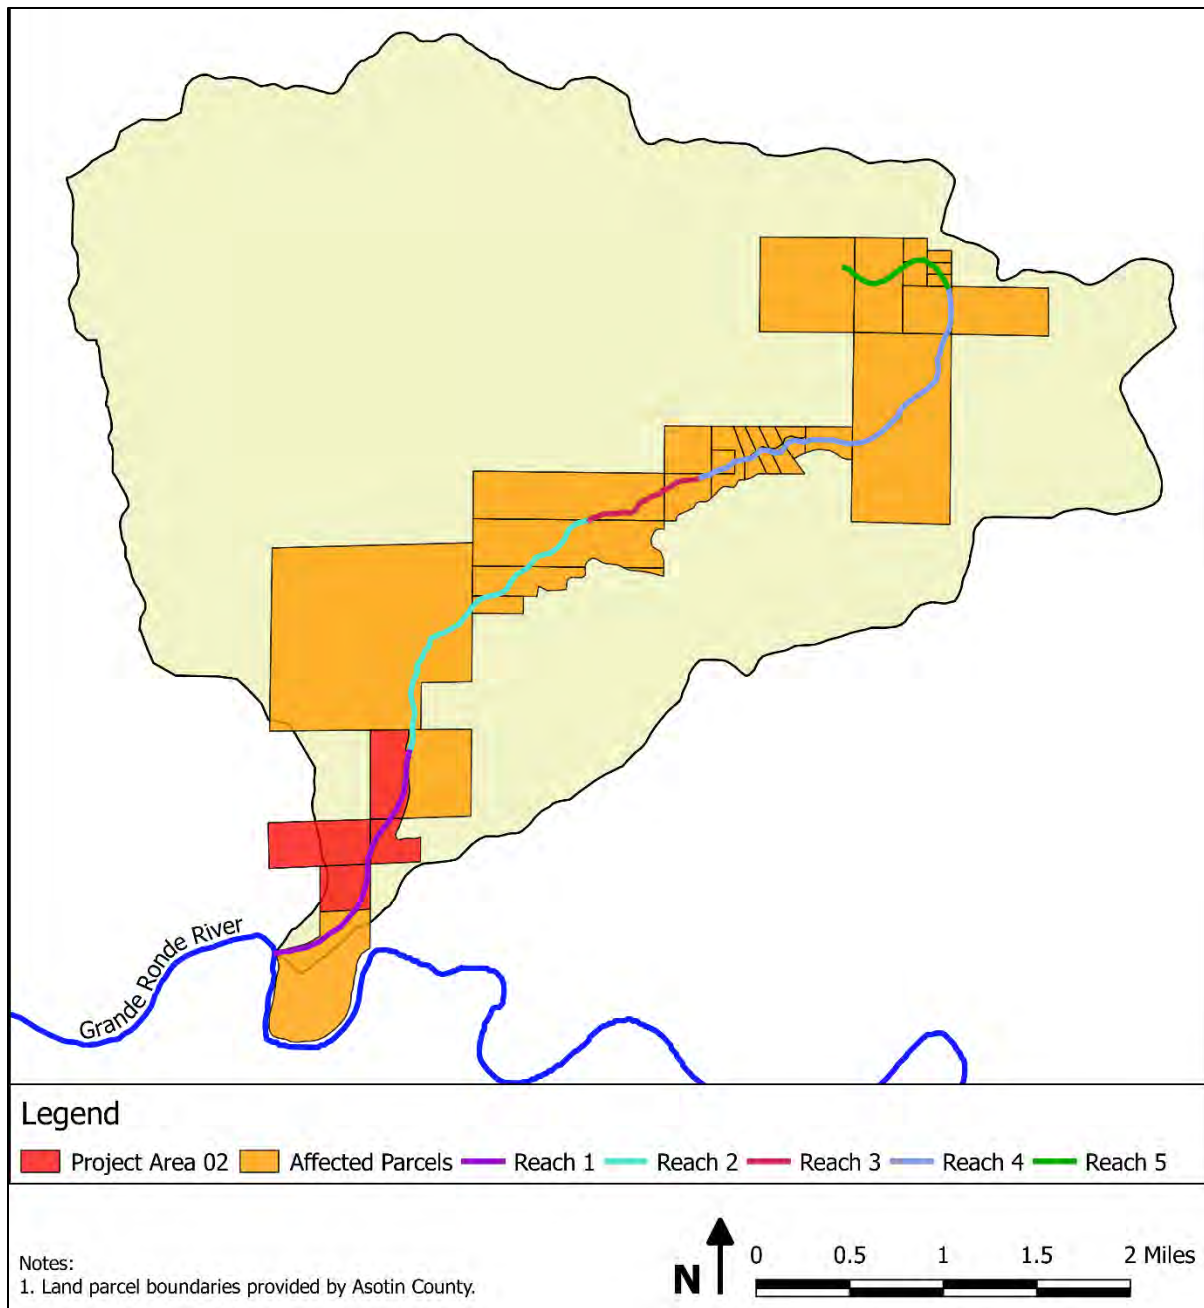 Grande Ronde River
Legend
Project Area 02 Affected Parcels Reach 1 Reach 2 Reach 3 Reach 4 Reach 5
Notes:
1. Land parcel boundaries provided by Asotin County.
N
0 0.5 1 1.5 2 Miles